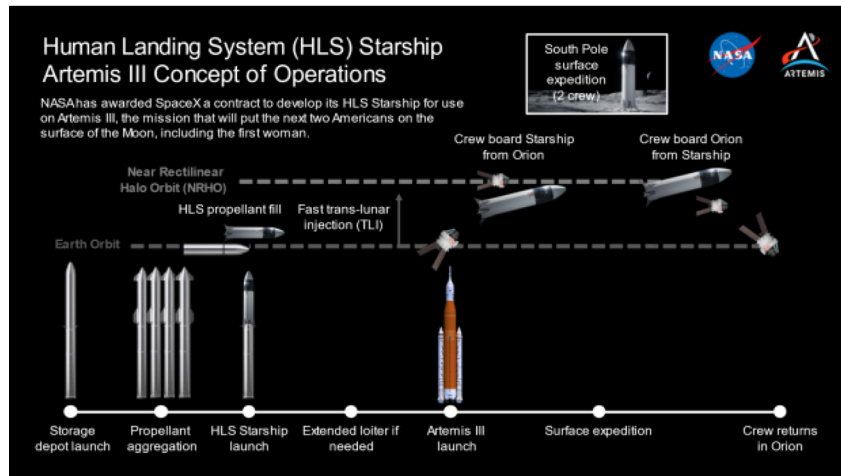 Human Landing System (HLS) Starship
Artemis III Concept of Operations
NASA has awarded SpaceX a contract to develop its HLS Starship for use
on Artemis III, the mission that will put the next two Americans on the
surface of the Moon, including the first woman.
South Pole
surface
expedition
(2 crew)
NASA
ARTEMIS
Crew board Starship
from Orion
Crew board Orion
from Starship
Near Rectilinear
Halo Orbit (NRHO)
HLS propellant fill
Fast trans-lunar
injection (TLI)
Earth Orbit
Storage
depot launch
Propellant
aggregation
HLS Starship
launch
Extended loiter if
needed
Artemis III
launch
Surface expedition
Crew returns
in Orion